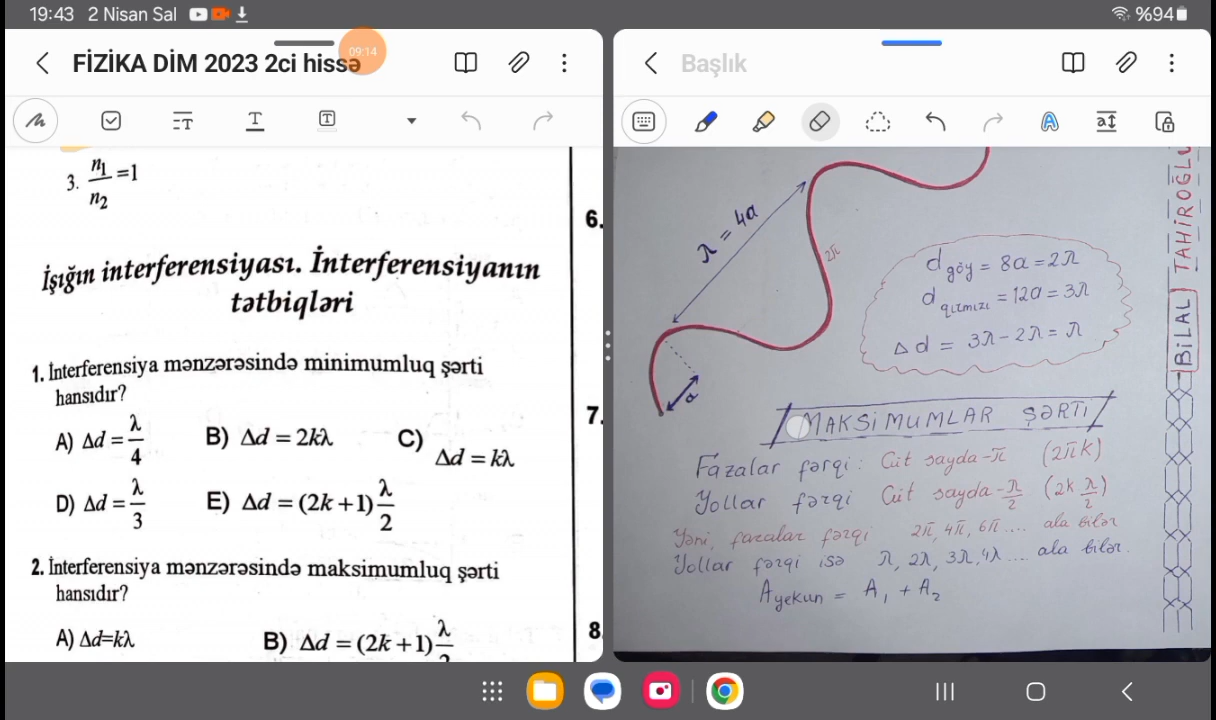 19:43 2 Nisan Sal
%94
FİZİKA DİM 2023 2ci hissə
09:14
3. n1/n2 =1
İşığın interferensiyası. İnterferensiyanın
tətbiqləri
1. İnterferensiya mənzərəsində minimumluq şərti
hansıdır?
A) Δd = λ/4 B) Δd = 2kλ C) Δd = kλ
D) Δd = λ/3 E) Δd = (2k+1) λ/2
2. İnterferensiya mənzərəsində maksimumluq şərti
hansıdır?
A) Δd=kλ B) Δd = (2k+1) λ/2
6.
7.
8
Başlık
λ = 4a
2π
a
d göy = 8a = 2λ
d qırmızı = 12a = 3λ
Δd = 3λ - 2λ = λ
MAKSİMUMLAR ŞƏRTİ
Fazalar fərqi: Cüt sayda-π (2πk)
Yollar fərqi Cüt sayda-λ/2 (2k λ/2)
Yəni, fazalar fərqi 2π, 4π, 6π.... ala bilər
Yollar fərqi isə λ, 2λ, 3λ, 4λ.... ala bilər.
A yekun = A1 + A2
BİLAL TAHİROĞLU